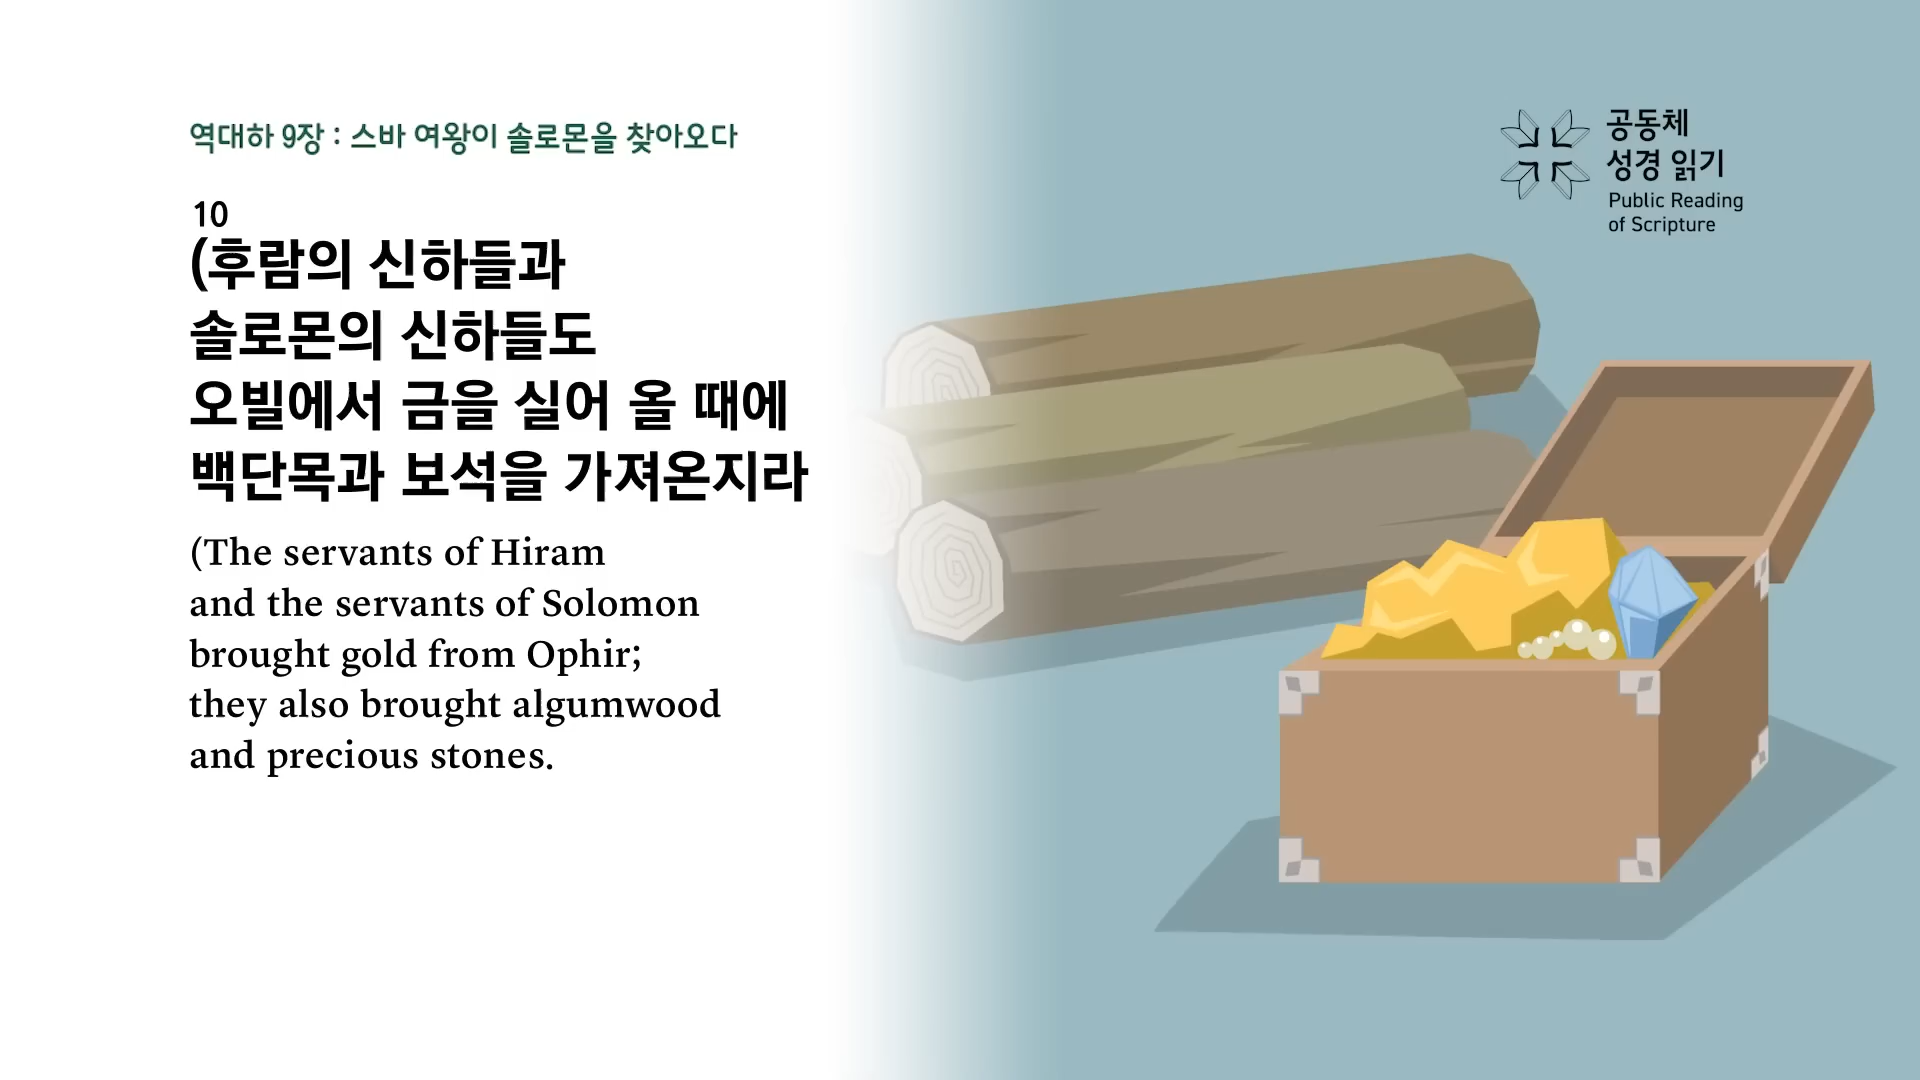 역대하 9장 : 스바 여왕이 솔로몬을 찾아오다
10
(후람의 신하들과
솔로몬의 신하들도
오빌에서 금을 실어 올 때에
백단목과 보석을 가져온지라
(The servants of Hiram
and the servants of Solomon
brought gold from Ophir;
they also brought algumwood
and precious stones.
공동체
성경 읽기
Public Reading
of Scripture